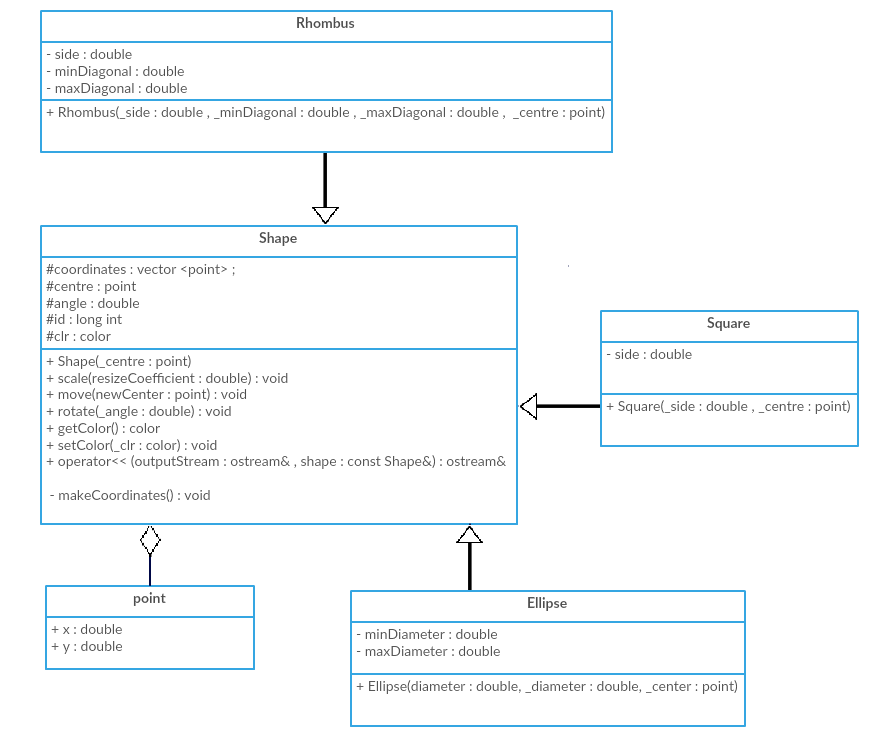 Rhombus
- side : double
- minDiagonal : double
- maxDiagonal : double
+ Rhombus(_side : double , _minDiagonal : double , _maxDiagonal : double ,  _centre : point)
Shape
#coordinates : vector <point> ;
#centre : point
#angle : double
#id : long int
#clr : color
+ Shape(_centre : point)
+ scale(resizeCoefficient : double) : void
+ move(newCenter : point) : void
+ rotate(_angle : double) : void
+ getColor() : color
+ setColor(_clr : color) : void
+ operator<< (outputStream : ostream& , shape : const Shape&) : ostream&
- makeCoordinates() : void
Square
- side : double
+ Square(_side : double , _centre : point)
point
+ x : double
+ y : double
Ellipse
- minDiameter : double
- maxDiameter : double
+ Ellipse(diameter : double, _diameter : double, _center : point)